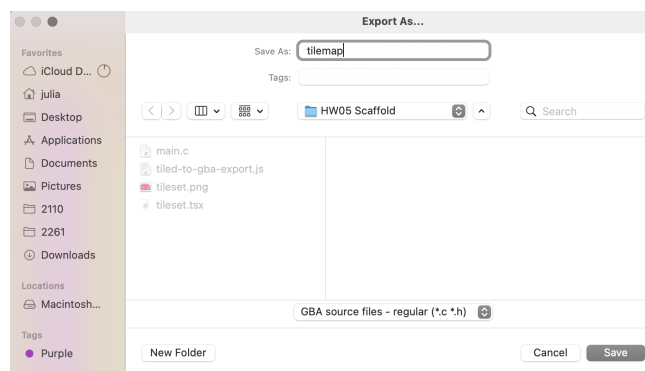 Export As...
Favorites
iCloud D...
julia
Desktop
Applications
Documents
Pictures
2110
2261
Downloads
Locations
Macintosh...
Tags
Purple
Save As: tilemap
Tags:
HW05 Scaffold
Search
main.c
tiled-to-gba-export.js
tileset.png
tileset.tsx
GBA source files - regular (*.c *.h)
New Folder
Cancel
Save